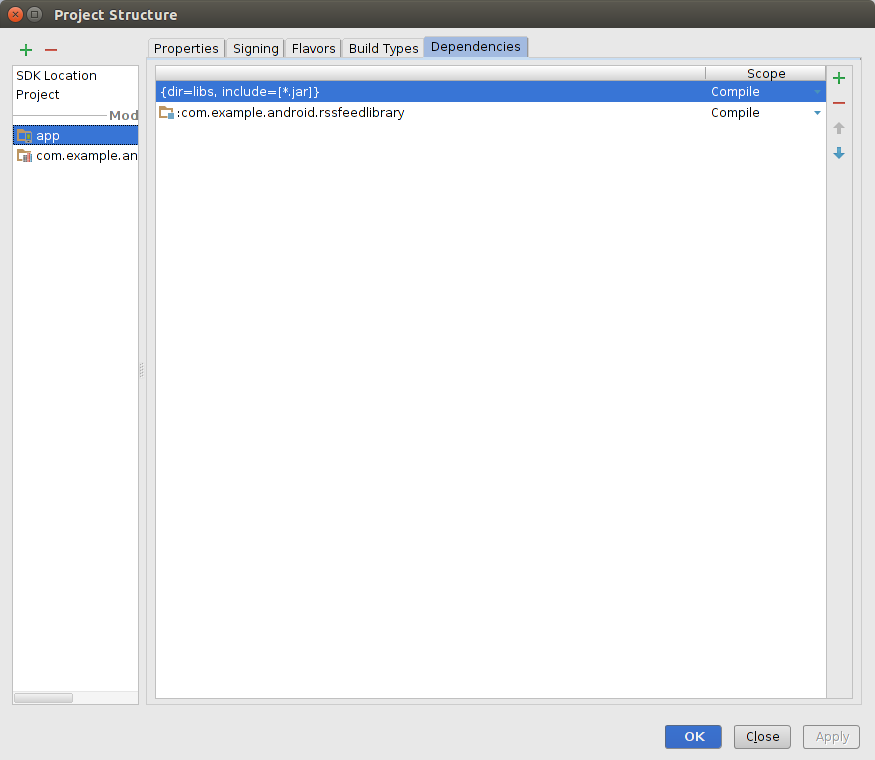 Project Structure
Properties Signing Flavors Build Types Dependencies
SDK Location
Project
Mod
app
com.example.an
Scope
{dir=libs, include=[*.jar]} Compile
:com.example.android.rssfeedlibrary Compile
OK Close Apply